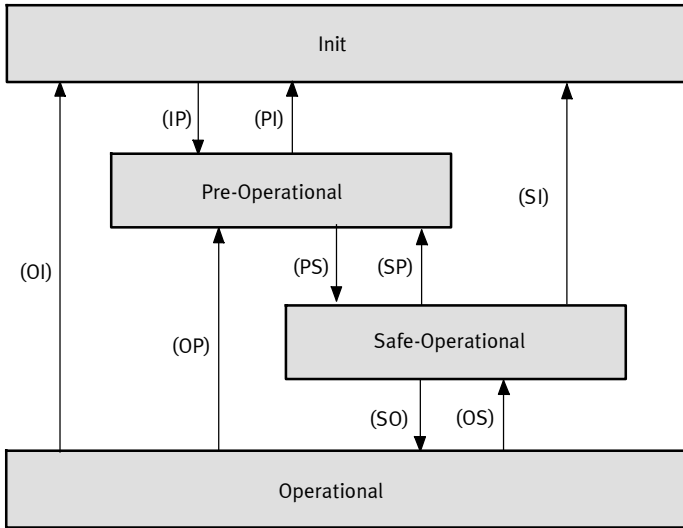 Init
(IP)
(PI)
Pre-Operational
(SI)
(OI)
(PS)
(SP)
(OP)
Safe-Operational
(SO)
(OS)
Operational